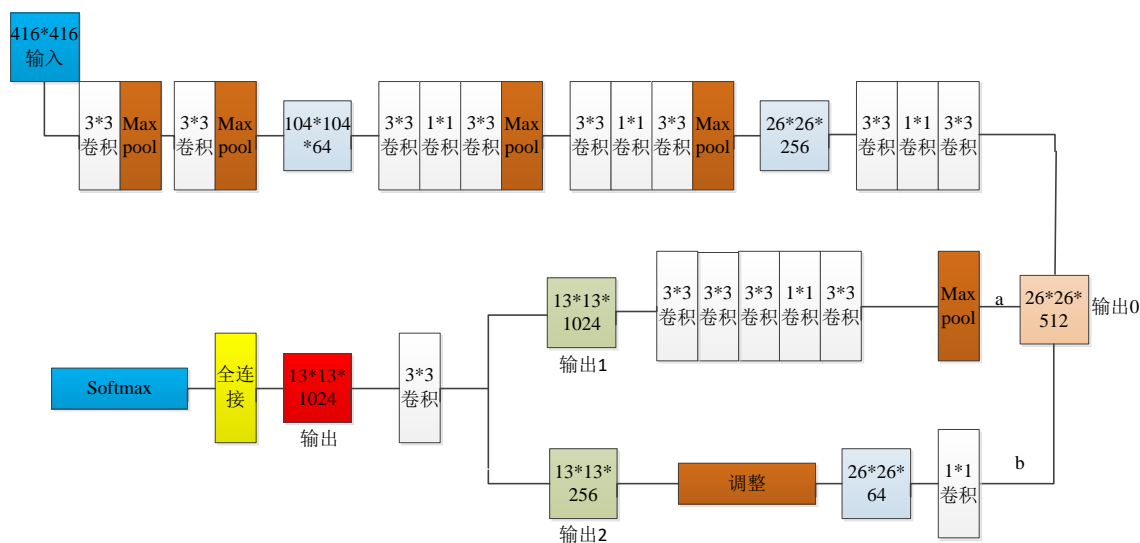 416*416
输入
3*3
卷积
Max
pool
3*3
卷积
Max
pool
104*104
*64
3*3
卷积
1*1
卷积
3*3
卷积
Max
pool
3*3
卷积
1*1
卷积
3*3
卷积
Max
pool
26*26*
256
3*3
卷积
1*1
卷积
3*3
卷积
13*13*
1024
输出1
3*3
卷积
3*3
卷积
3*3
卷积
1*1
卷积
3*3
卷积
Max
pool
a
26*26*
512
输出0
Softmax
全连
接
13*13*
1024
输出
3*3
卷积
13*13*
256
输出2
调整
26*26*
64
1*1
卷积
b